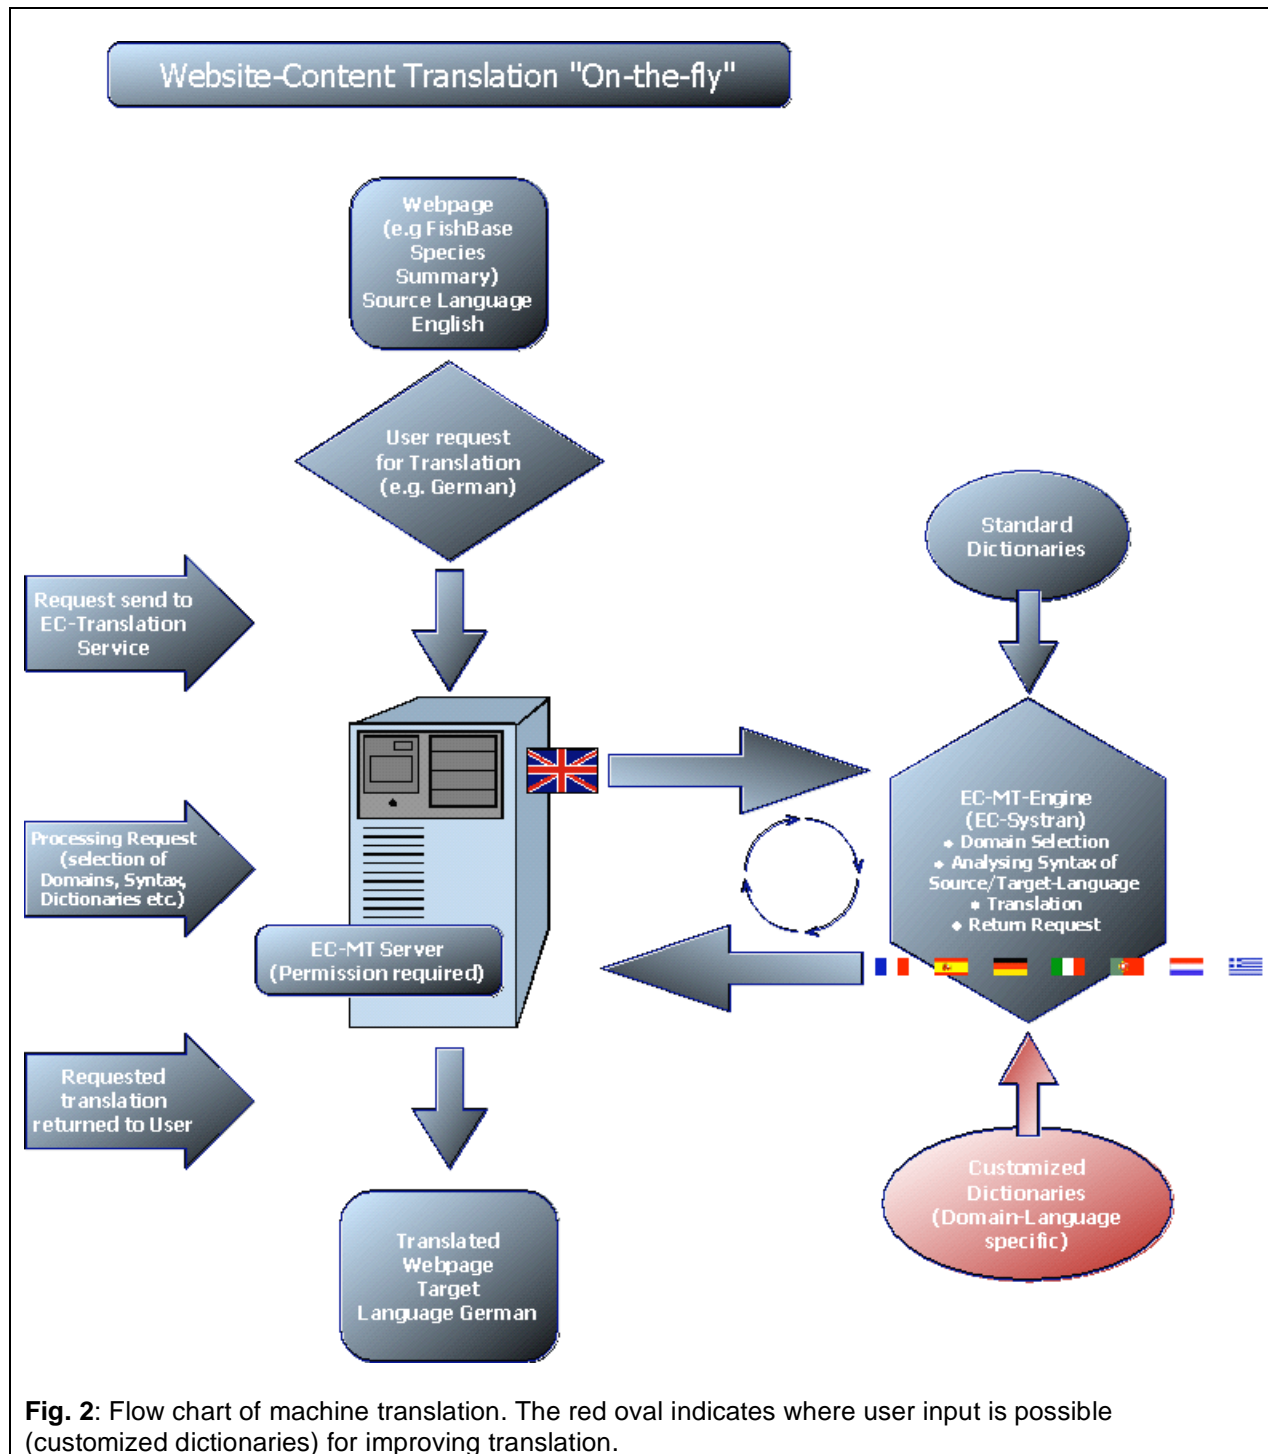 Website-Content Translation "On-the-fly"
Webpage
(e.g FishBase
Species
Summary)
Source Language
English
User request
for Translation
(e.g. German)
Standard
Dictionaries
Request send to
EC-Translation
Service
EC-MT-Engine
(EC-Systran)
◆ Domain Selection
◆ Analysing Syntax of
Source/Target-Language
◆ Translation
◆ Return Request
Processing Request
(selection of
Domains, Syntax,
Dictionaries etc.)
EC-MT Server
(Permission required)
Requested
translation
returned to User
Customized
Dictionaries
(Domain-Language
specific)
Translated
Webpage
Target
Language German
Fig. 2: Flow chart of machine translation. The red oval indicates where user input is possible
(customized dictionaries) for improving translation.